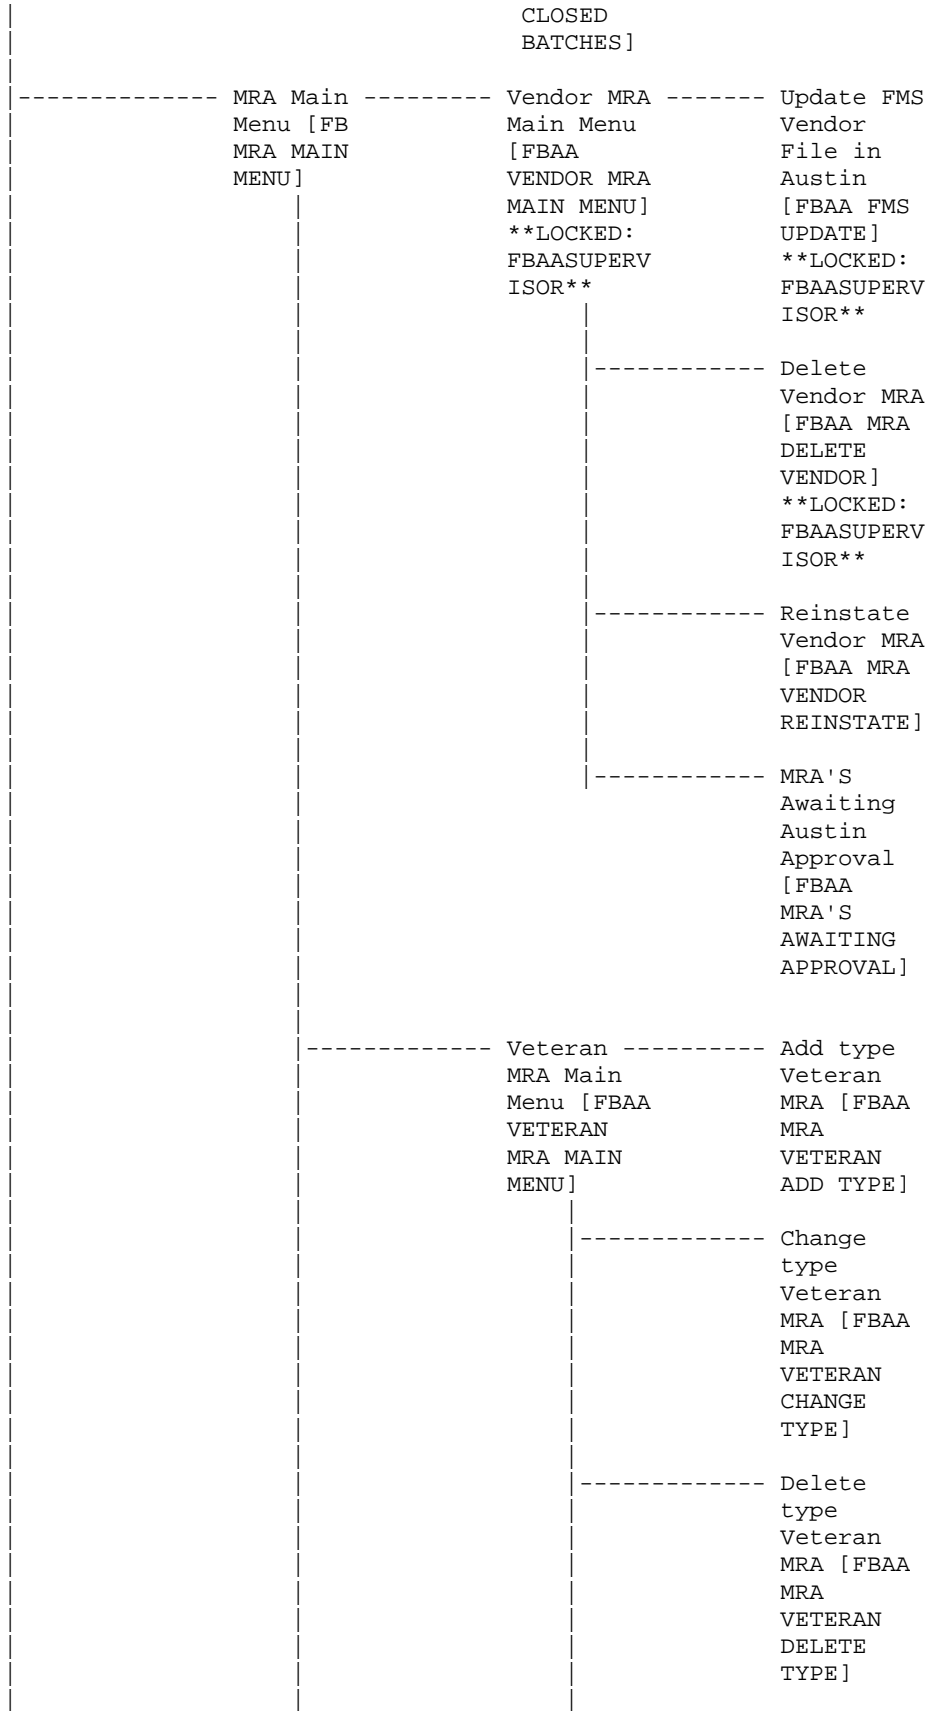 |                                  CLOSED
|                                  BATCHES]
|
|-------------- MRA Main --------- Vendor MRA ------- Update FMS
|               Menu [FB           Main Menu          Vendor
|               MRA MAIN           [FBAA              File in
|               MENU]              VENDOR MRA         Austin
|                    |             MAIN MENU]         [FBAA FMS
|                    |             **LOCKED:          UPDATE]
|                    |             FBAASUPERV         **LOCKED:
|                    |             ISOR**             FBAASUPERV
|                    |                   |            ISOR**
|                    |                   |
|                    |                   |------------ Delete
|                    |                   |            Vendor MRA
|                    |                   |            [FBAA MRA
|                    |                   |            DELETE
|                    |                   |            VENDOR]
|                    |                   |            **LOCKED:
|                    |                   |            FBAASUPERV
|                    |                   |            ISOR**
|                    |                   |
|                    |                   |------------ Reinstate
|                    |                   |            Vendor MRA
|                    |                   |            [FBAA MRA
|                    |                   |            VENDOR
|                    |                   |            REINSTATE]
|                    |                   |
|                    |                   |------------ MRA'S
|                    |                                Awaiting
|                    |                                Austin
|                    |                                Approval
|                    |                                [FBAA
|                    |                                MRA'S
|                    |                                AWAITING
|                    |                                APPROVAL]
|                    |
|                    |
|                    |------------- Veteran ---------- Add type
|                    |             MRA Main           Veteran
|                    |             Menu [FBAA         MRA [FBAA
|                    |             VETERAN            MRA
|                    |             MRA MAIN           VETERAN
|                    |             MENU]              ADD TYPE]
|                    |                  |
|                    |                  |------------- Change
|                    |                  |             type
|                    |                  |             Veteran
|                    |                  |             MRA [FBAA
|                    |                  |             MRA
|                    |                  |             VETERAN
|                    |                  |             CHANGE
|                    |                  |             TYPE]
|                    |                  |
|                    |                  |------------- Delete
|                    |                  |             type
|                    |                  |             Veteran
|                    |                  |             MRA [FBAA
|                    |                  |             MRA
|                    |                  |             VETERAN
|                    |                  |             DELETE
|                    |                  |             TYPE]
|                    |                  |